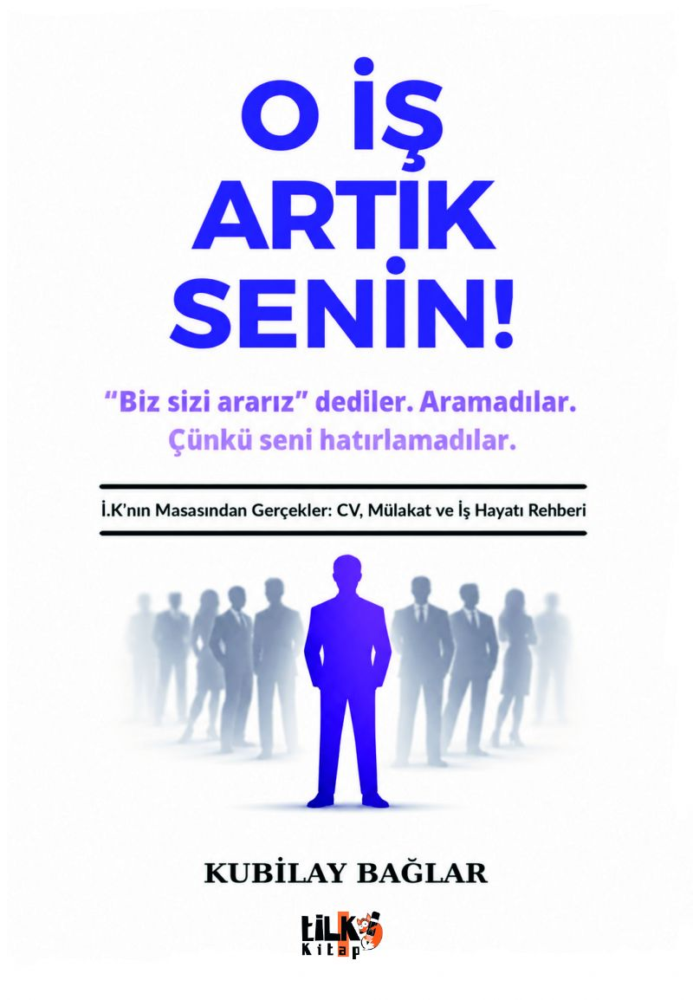 O İŞ
ARTIK
SENİN!
“Biz sizi ararız” dediler. Aramadılar.
Çünkü seni hatırlamadılar.
İ.K’nın Masasından Gerçekler: CV, Mülakat ve İş Hayatı Rehberi
KUBİLAY BAĞLAR
tiLKi
Kitap